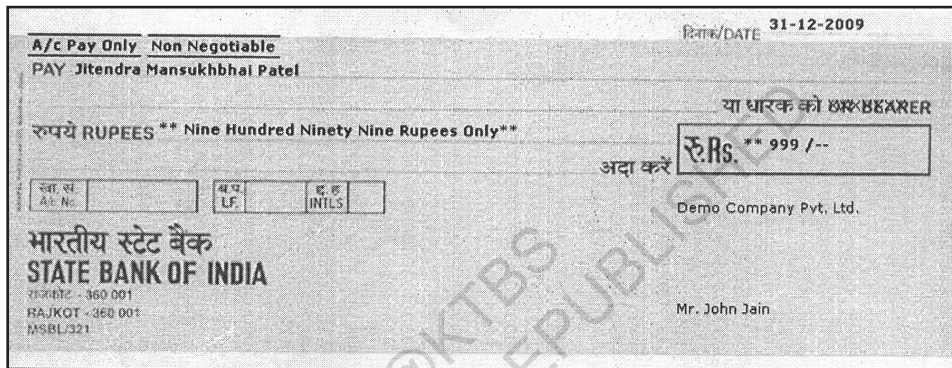 दिनांक/DATE 31-12-2009
A/c Pay Only Non Negotiable
PAY Jitendra Mansukhbhai Patel
या धारक को OR BEARER
रुपये RUPEES ** Nine Hundred Ninety Nine Rupees Only**
अदा करें रु.Rs. ** 999 /--
खा. सं. A/c No. ब.प. LF. ह. ह INTLS
Demo Company Pvt. Ltd.
भारतीय स्टेट बैंक
STATE BANK OF INDIA
राजकोट - 360 001
RAJKOT - 360 001
MSBL/321
Mr. John Jain
@KTBS
REPUBLISHED